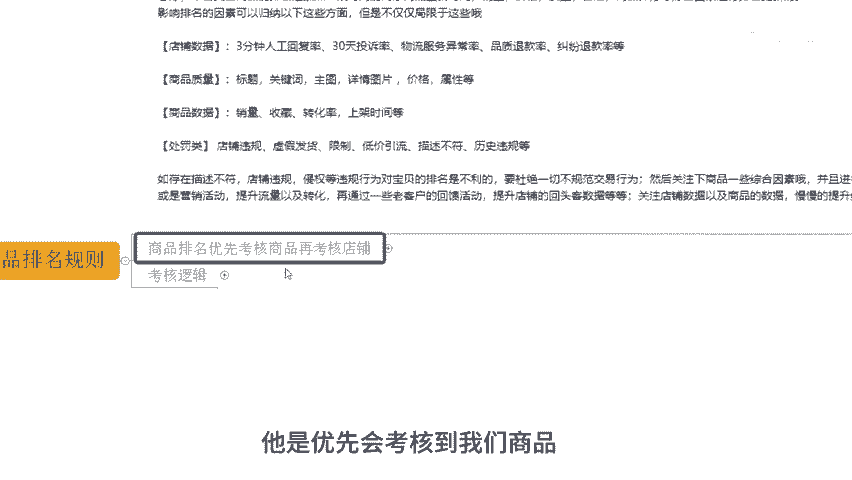 影响排名的因素可以归纳以下这些方面，但是不仅仅局限于这些哦
【店铺数据】：3分钟人工回复率、30天投诉率、物流服务异常率、品质退款率、纠纷退款率等
【商品质量】：标题，关键词，主图，详情图片 ，价格，属性等
【商品数据】：销量、收藏、转化率，上架时间等
【处罚类】 店铺违规、虚假发货、限制、低价引流、描述不符、历史违规等
如存在描述不符，店铺违规，侵权等违规行为对宝贝的排名是不利的，要杜绝一切不规范交易行为；然后关注下商品一些综合因素哦，并且进
或是营销活动，提升流量以及转化，再通过一些老客户的回馈活动，提升店铺的回头客数据等等；关注店铺数据以及商品的数据，慢慢的提升
品排名规则
商品排名优先考核商品再考核店铺
考核逻辑
他是优先会考核到我们商品